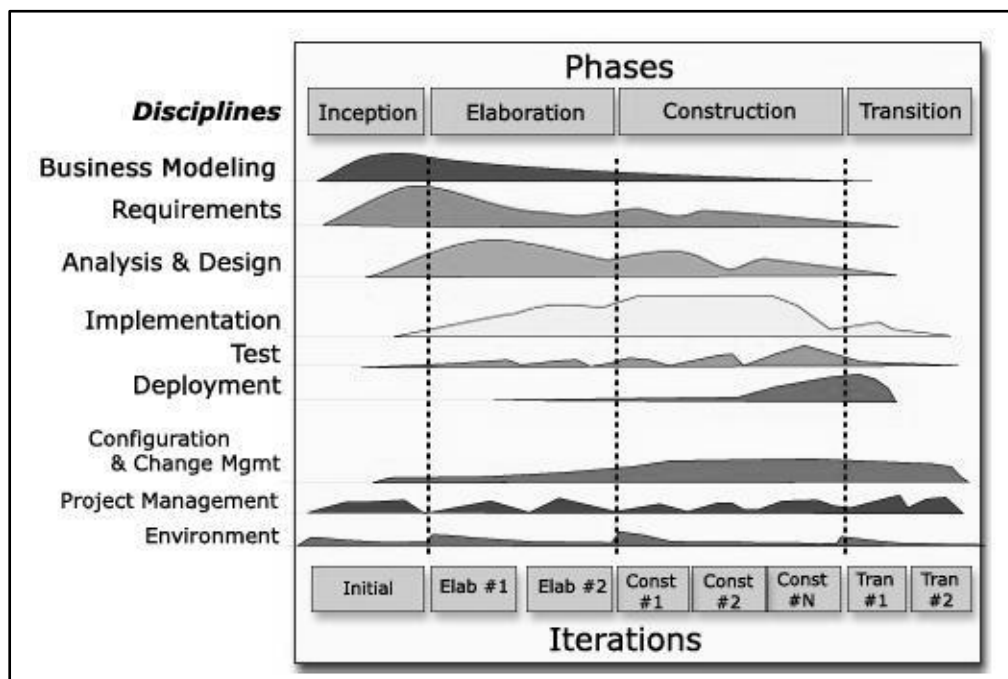 Phases
Disciplines
Inception
Elaboration
Construction
Transition
Business Modeling
Requirements
Analysis & Design
Implementation
Test
Deployment
Configuration
& Change Mgmt
Project Management
Environment
Initial
Elab #1
Elab #2
Const
#1
Const
#2
Const
#N
Tran
#1
Tran
#2
Iterations